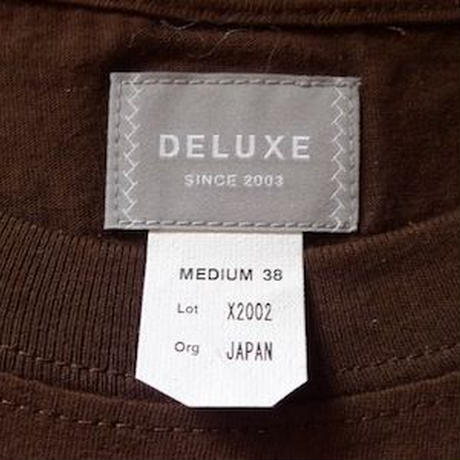 DELUXE
SINCE 2003
MEDIUM 38
Lot X2002
Org JAPAN